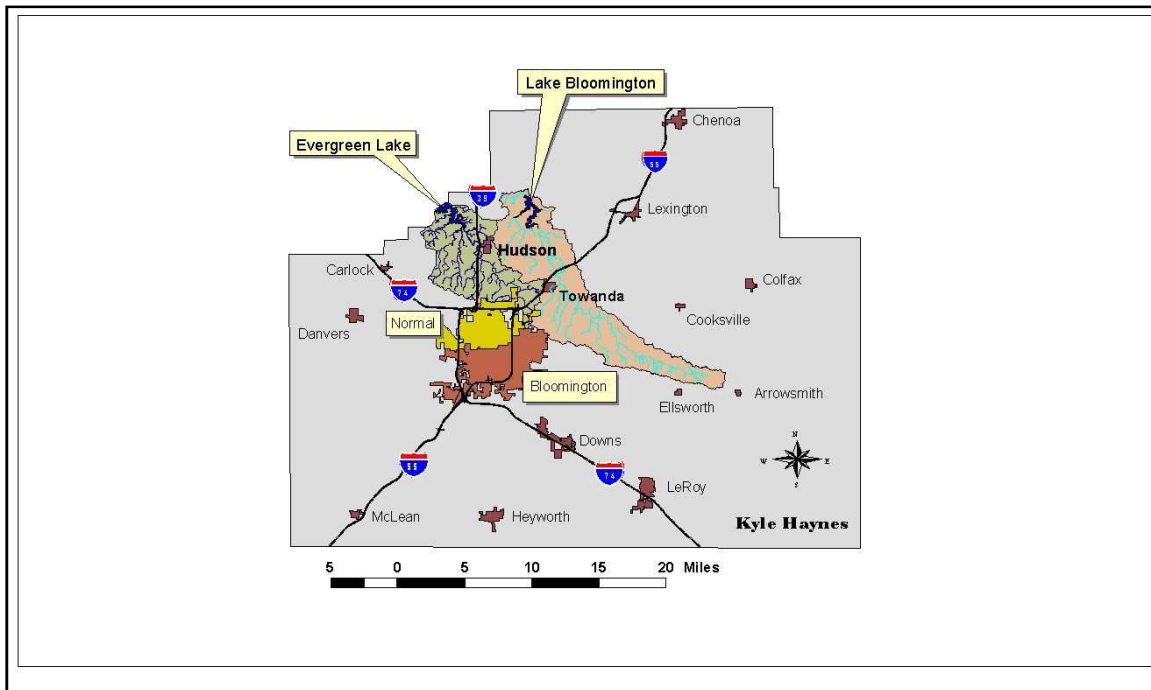 Lake Bloomington
Chenoa
Evergreen Lake
55
39
Lexington
Hudson
Carlock
74
Colfax
Towanda
Cooksville
Danvers
Normal
Bloomington
Ellsworth
Arrowsmith
Downs
N
W E
S
55
74
LeRoy
McLean
Heyworth
Kyle Haynes
5 0 5 10 15 20 Miles